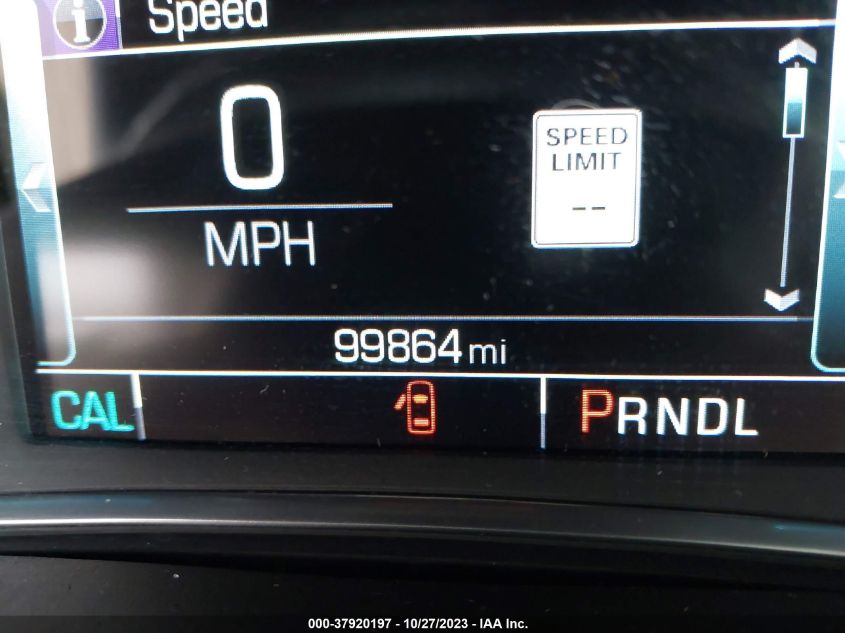 i Speed
0
MPH
SPEED
LIMIT
--
99864 mi
CAL
PRNDL
000-37920197 - 10/27/2023 - IAA Inc.